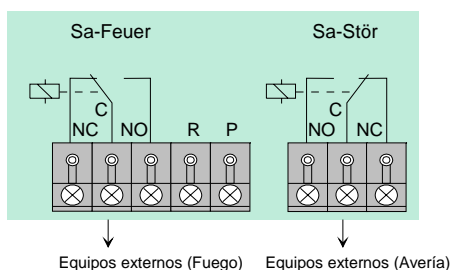 Sa-Feuer Sa-Stör
C C
NC NO R P NO NC
Equipos externos (Fuego) Equipos externos (Avería)